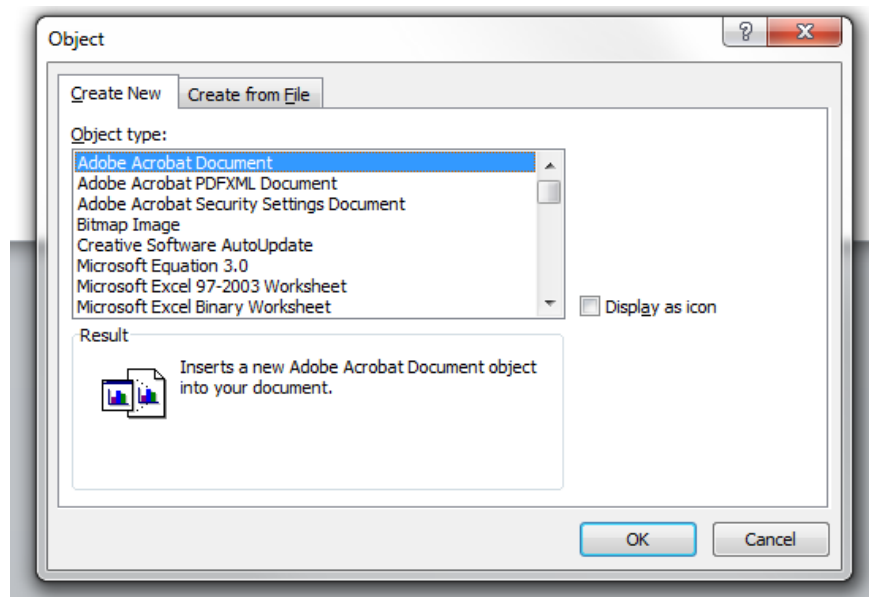 Object
Create New
Create from File
Object type:
Adobe Acrobat Document
Adobe Acrobat PDFXML Document
Adobe Acrobat Security Settings Document
Bitmap Image
Creative Software AutoUpdate
Microsoft Equation 3.0
Microsoft Excel 97-2003 Worksheet
Microsoft Excel Binary Worksheet
Display as icon
Result
Inserts a new Adobe Acrobat Document object
into your document.
OK
Cancel